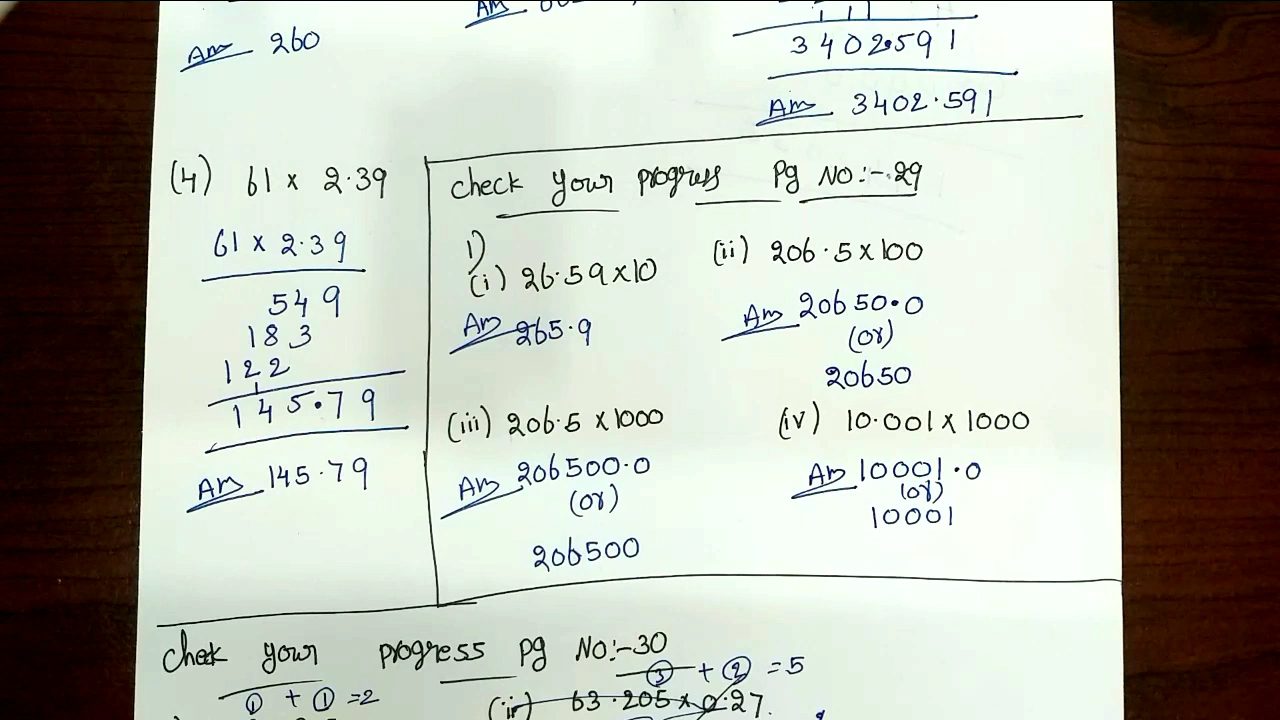 Ans 260
3402.591
Ans 3402.591
(4) 61 x 2.39
61 x 2.39
549
183
122
145.79
Ans 145.79
check your progress Pg NO:- 29
1)
(i) 26.59 x 10
Ans 265.9
(ii) 206.5 x 100
Ans 20650.0
(or)
20650
(iii) 206.5 x 1000
Ans 206500.0
(or)
206500
(iv) 10.001 x 1000
Ans 10001.0
(or)
10001
check your progress pg NO:- 30
① + ① = 2
③ + ② = 5
(ii) 63.205 x 0.27